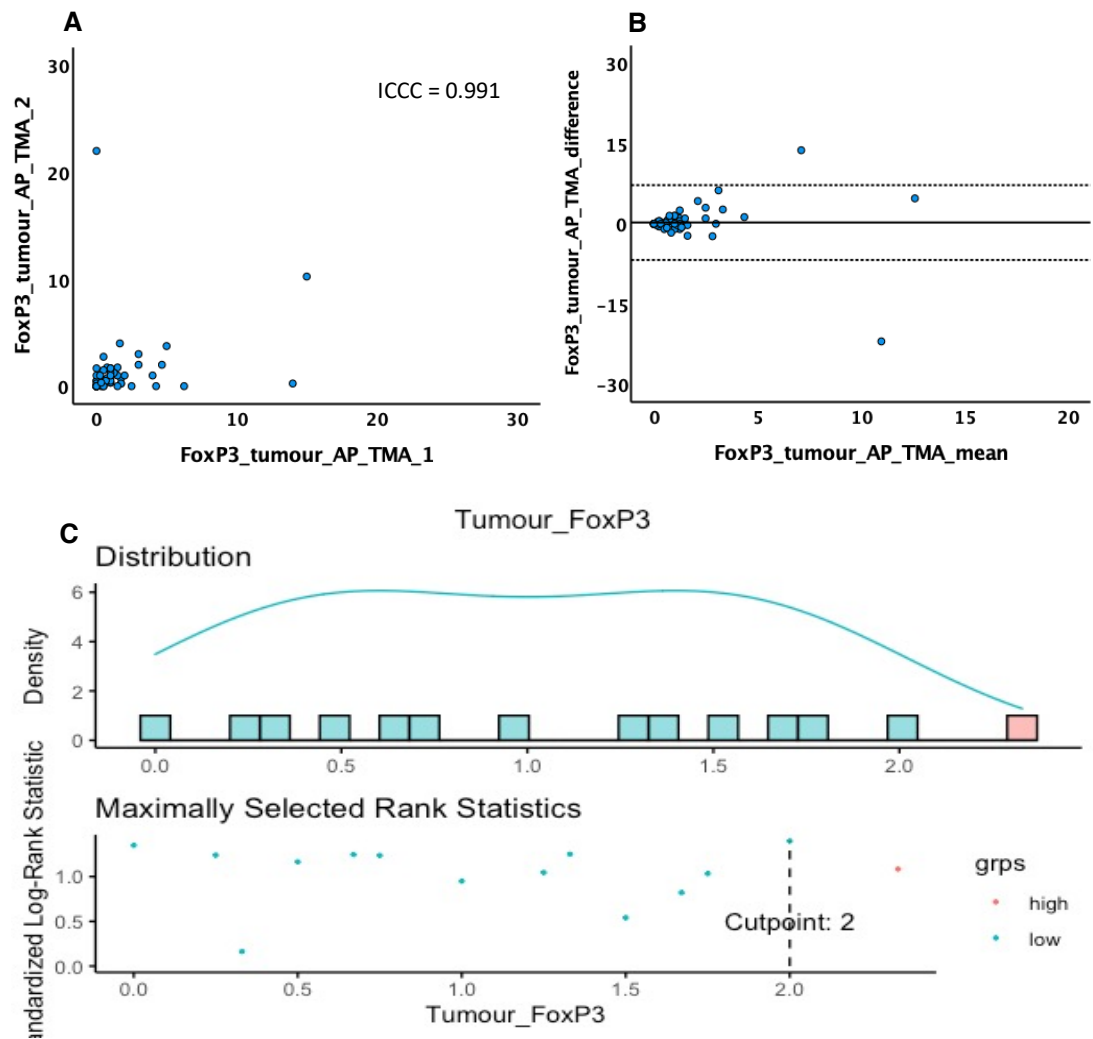 A
30
20
10
0
0
10
20
30
ICCC = 0.991
FoxP3_tumour_AP_TMA_2
FoxP3_tumour_AP_TMA_1
B
30
15
0
-15
-30
0
5
10
15
20
FoxP3_tumour_AP_TMA_difference
FoxP3_tumour_AP_TMA_mean
C
Tumour_FoxP3
Distribution
Density
6
4
2
0
0.0
0.5
1.0
1.5
2.0
Maximally Selected Rank Statistics
andardized Log-Rank Statistic
1.0
0.5
0.0
Cutpoint: 2
0.0
0.5
1.0
1.5
2.0
Tumour_FoxP3
grps
high
low